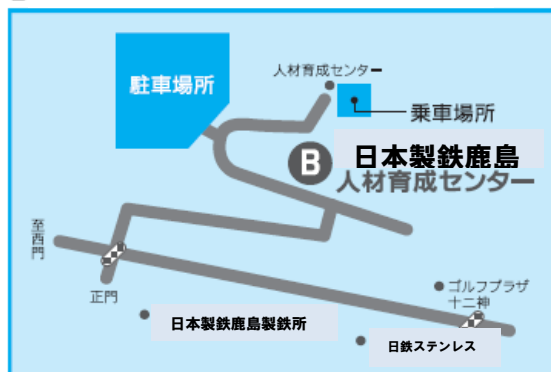 駐車場所
人材育成センター
乗車場所
B
日本製鉄鹿島
人材育成センター
至西門
正門
ゴルフプラザ
十二神
日本製鉄鹿島製鉄所
日鉄ステンレス